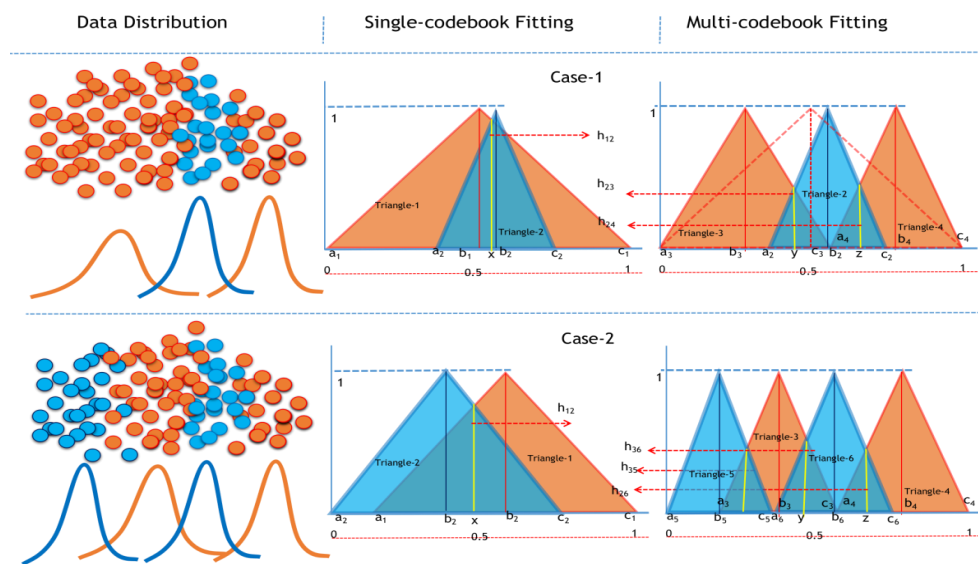 Data Distribution
Single-codebook Fitting
Multi-codebook Fitting
Case-1
1
h12
Triangle-1
Triangle-2
a1
a2
b1
x
b2
c2
c1
0
0.5
1
1
h23
h24
Triangle-2
Triangle-3
Triangle-4
a3
b3
a2
y
c3
b2
a4
z
c2
b4
c4
0
0.5
1
Case-2
1
h12
Triangle-2
Triangle-1
a2
a1
b2
x
b2
c2
c1
0
0.5
1
1
h36
h35
h26
Triangle-3
Triangle-6
Triangle-5
Triangle-4
a5
b5
a3
c5
a6
b3
y
c3
b6
a4
z
c6
b4
c4
0
0.5
1